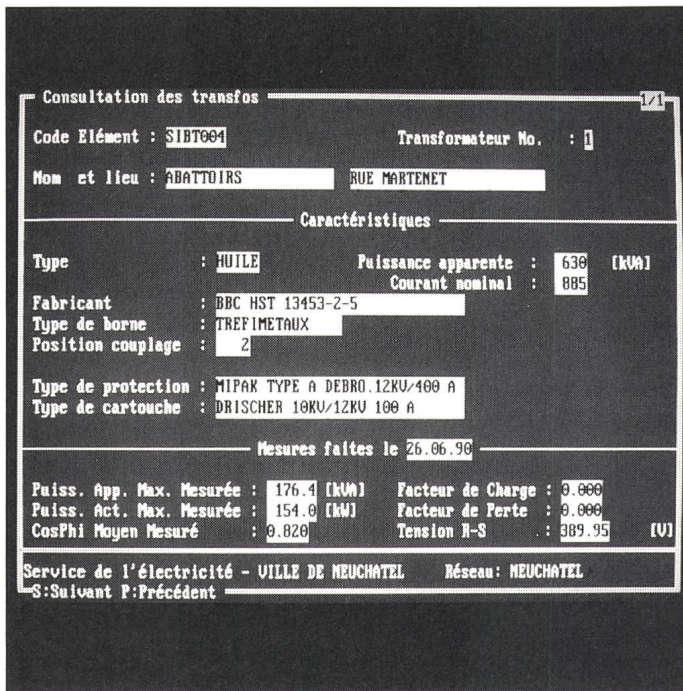 Consultation des transfos 1/1
Code Elément : SIBT004 Transformateur No. : 1
Nom et lieu : ABATTOIRS RUE MARTENET
Caractéristiques
Type : HUILE Puissance apparente : 630 [kVA]
Courant nominal : 885
Fabricant : BBC HST 13453-2-5
Type de borne : TREFIMETAUX
Position couplage : 2
Type de protection : MIPAK TYPE A DEBRO.12KV/400 A
Type de cartouche : DRISCHER 10KV/12KV 100 A
Mesures faites le 26.06.90
Puiss. App. Max. Mesurée : 176.4 [kVA] Facteur de Charge : 0.000
Puiss. Act. Max. Mesurée : 154.0 [kW] Facteur de Perte : 0.000
CosPhi Moyen Mesuré : 0.820 Tension R-S : 389.95 [V]
Service de l'électricité - VILLE DE NEUCHATEL Réseau: NEUCHATEL
S:Suivant P:Précédent